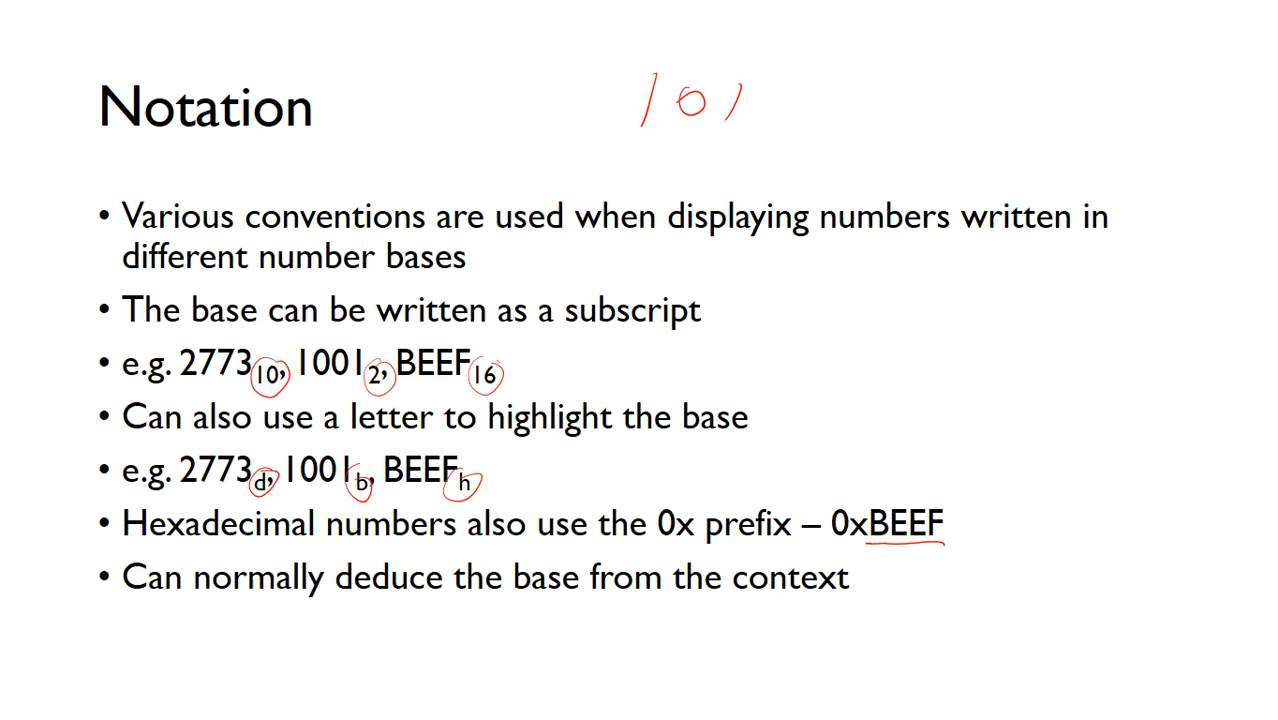 Notation
101
• Various conventions are used when displaying numbers written in
different number bases
• The base can be written as a subscript
• e.g. 2773₁₀, 1001₂, BEEF₁₆
• Can also use a letter to highlight the base
• e.g. 2773d, 1001b, BEEFh
• Hexadecimal numbers also use the 0x prefix – 0xBEEF
• Can normally deduce the base from the context